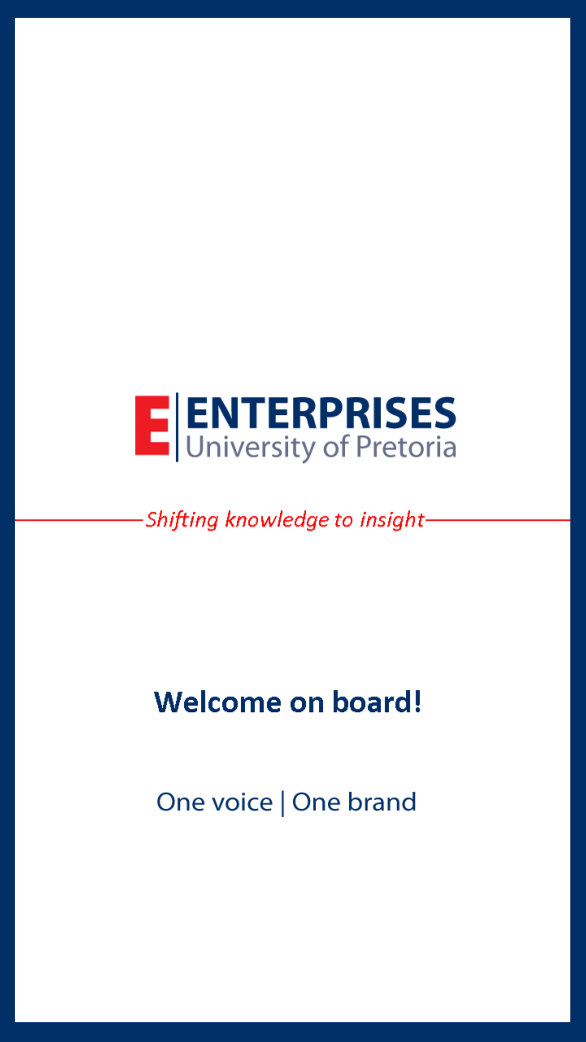 E ENTERPRISES
University of Pretoria
Shifting knowledge to insight
Welcome on board!
One voice | One brand